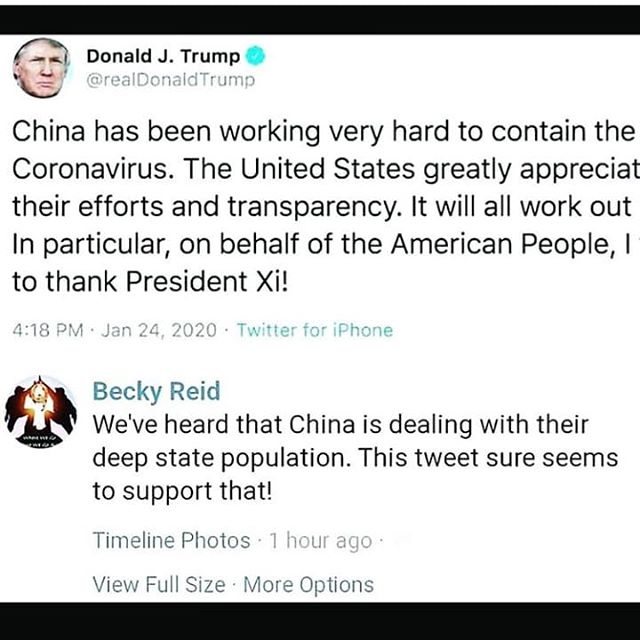 Donald J. Trump
@realDonaldTrump
China has been working very hard to contain the
Coronavirus. The United States greatly appreciat
their efforts and transparency. It will all work out
In particular, on behalf of the American People, I
to thank President Xi!
4:18 PM · Jan 24, 2020 · Twitter for iPhone
Becky Reid
We've heard that China is dealing with their
deep state population. This tweet sure seems
to support that!
Timeline Photos · 1 hour ago ·
View Full Size · More Options